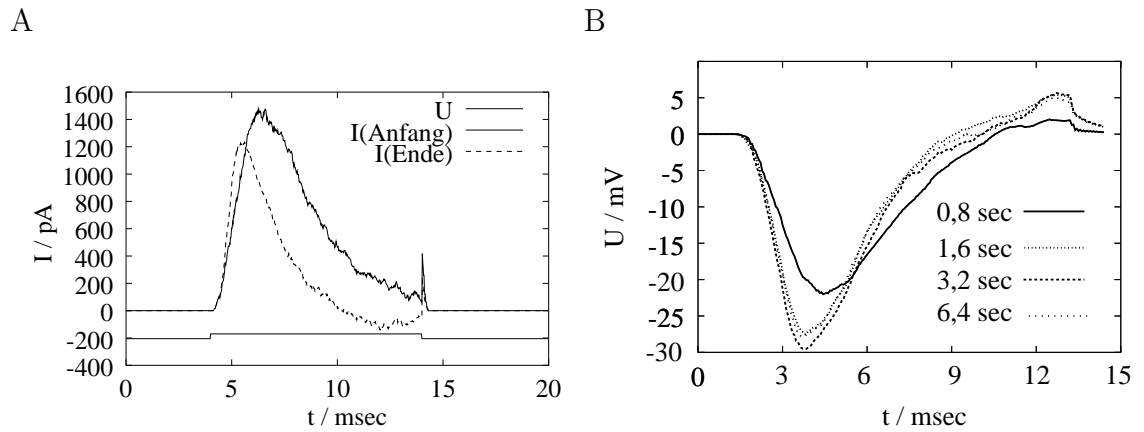 A
B
1600
1400
1200
1000
800
600
400
200
0
-200
-400
I / pA
U
I(Anfang)
I(Ende)
0
5
10
15
20
t / msec
5
0
-5
-10
-15
-20
-25
-30
U / mV
0,8 sec
1,6 sec
3,2 sec
6,4 sec
0
3
6
9
12
15
t / msec